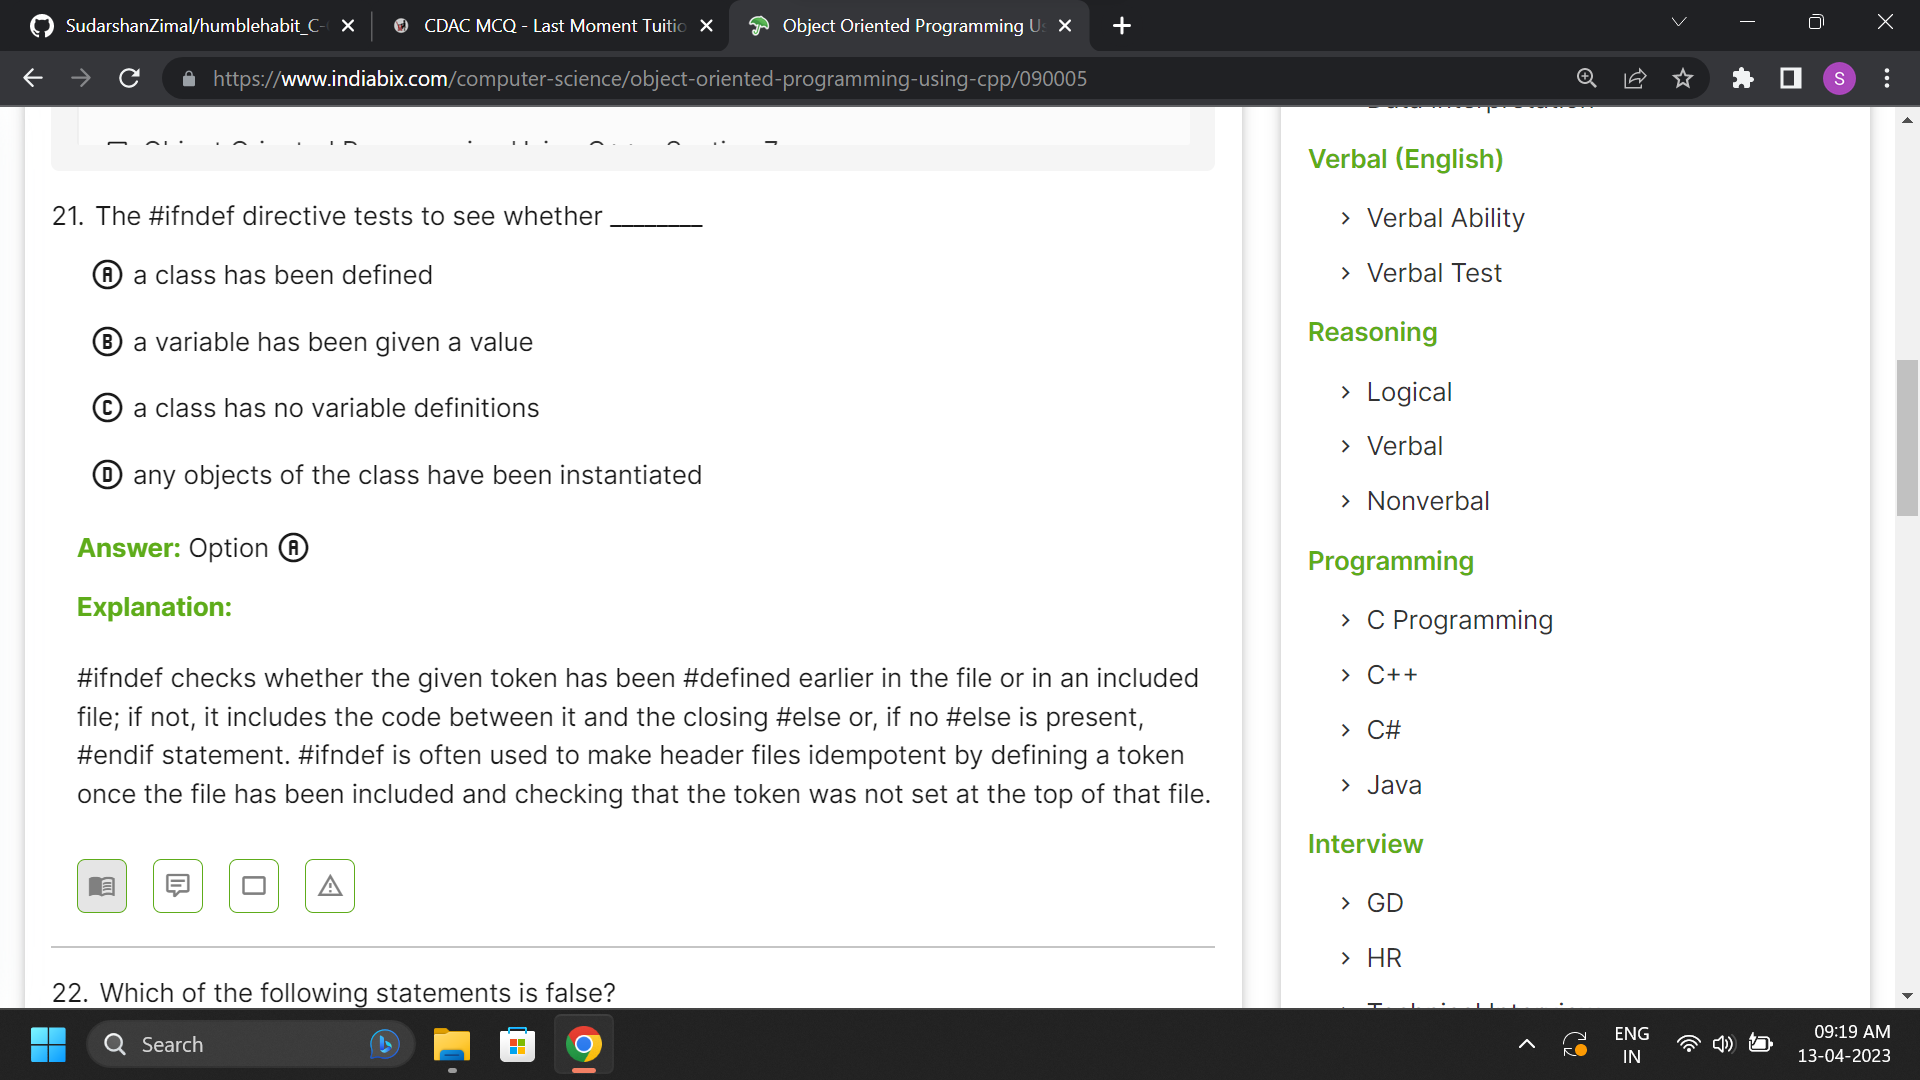 SudarshanZimal/humblehabit_C-
CDAC MCQ - Last Moment Tuitio
Object Oriented Programming Us
https://www.indiabix.com/computer-science/object-oriented-programming-using-cpp/090005
S
21. The #ifndef directive tests to see whether ________
A a class has been defined
B a variable has been given a value
C a class has no variable definitions
D any objects of the class have been instantiated
Answer: Option A
Explanation:
#ifndef checks whether the given token has been #defined earlier in the file or in an included
file; if not, it includes the code between it and the closing #else or, if no #else is present,
#endif statement. #ifndef is often used to make header files idempotent by defining a token
once the file has been included and checking that the token was not set at the top of that file.
22. Which of the following statements is false?
Data Interpretation
Verbal (English)
Verbal Ability
Verbal Test
Reasoning
Logical
Verbal
Nonverbal
Programming
C Programming
C++
C#
Java
Interview
GD
HR
Search
ENG
IN
09:19 AM
13-04-2023